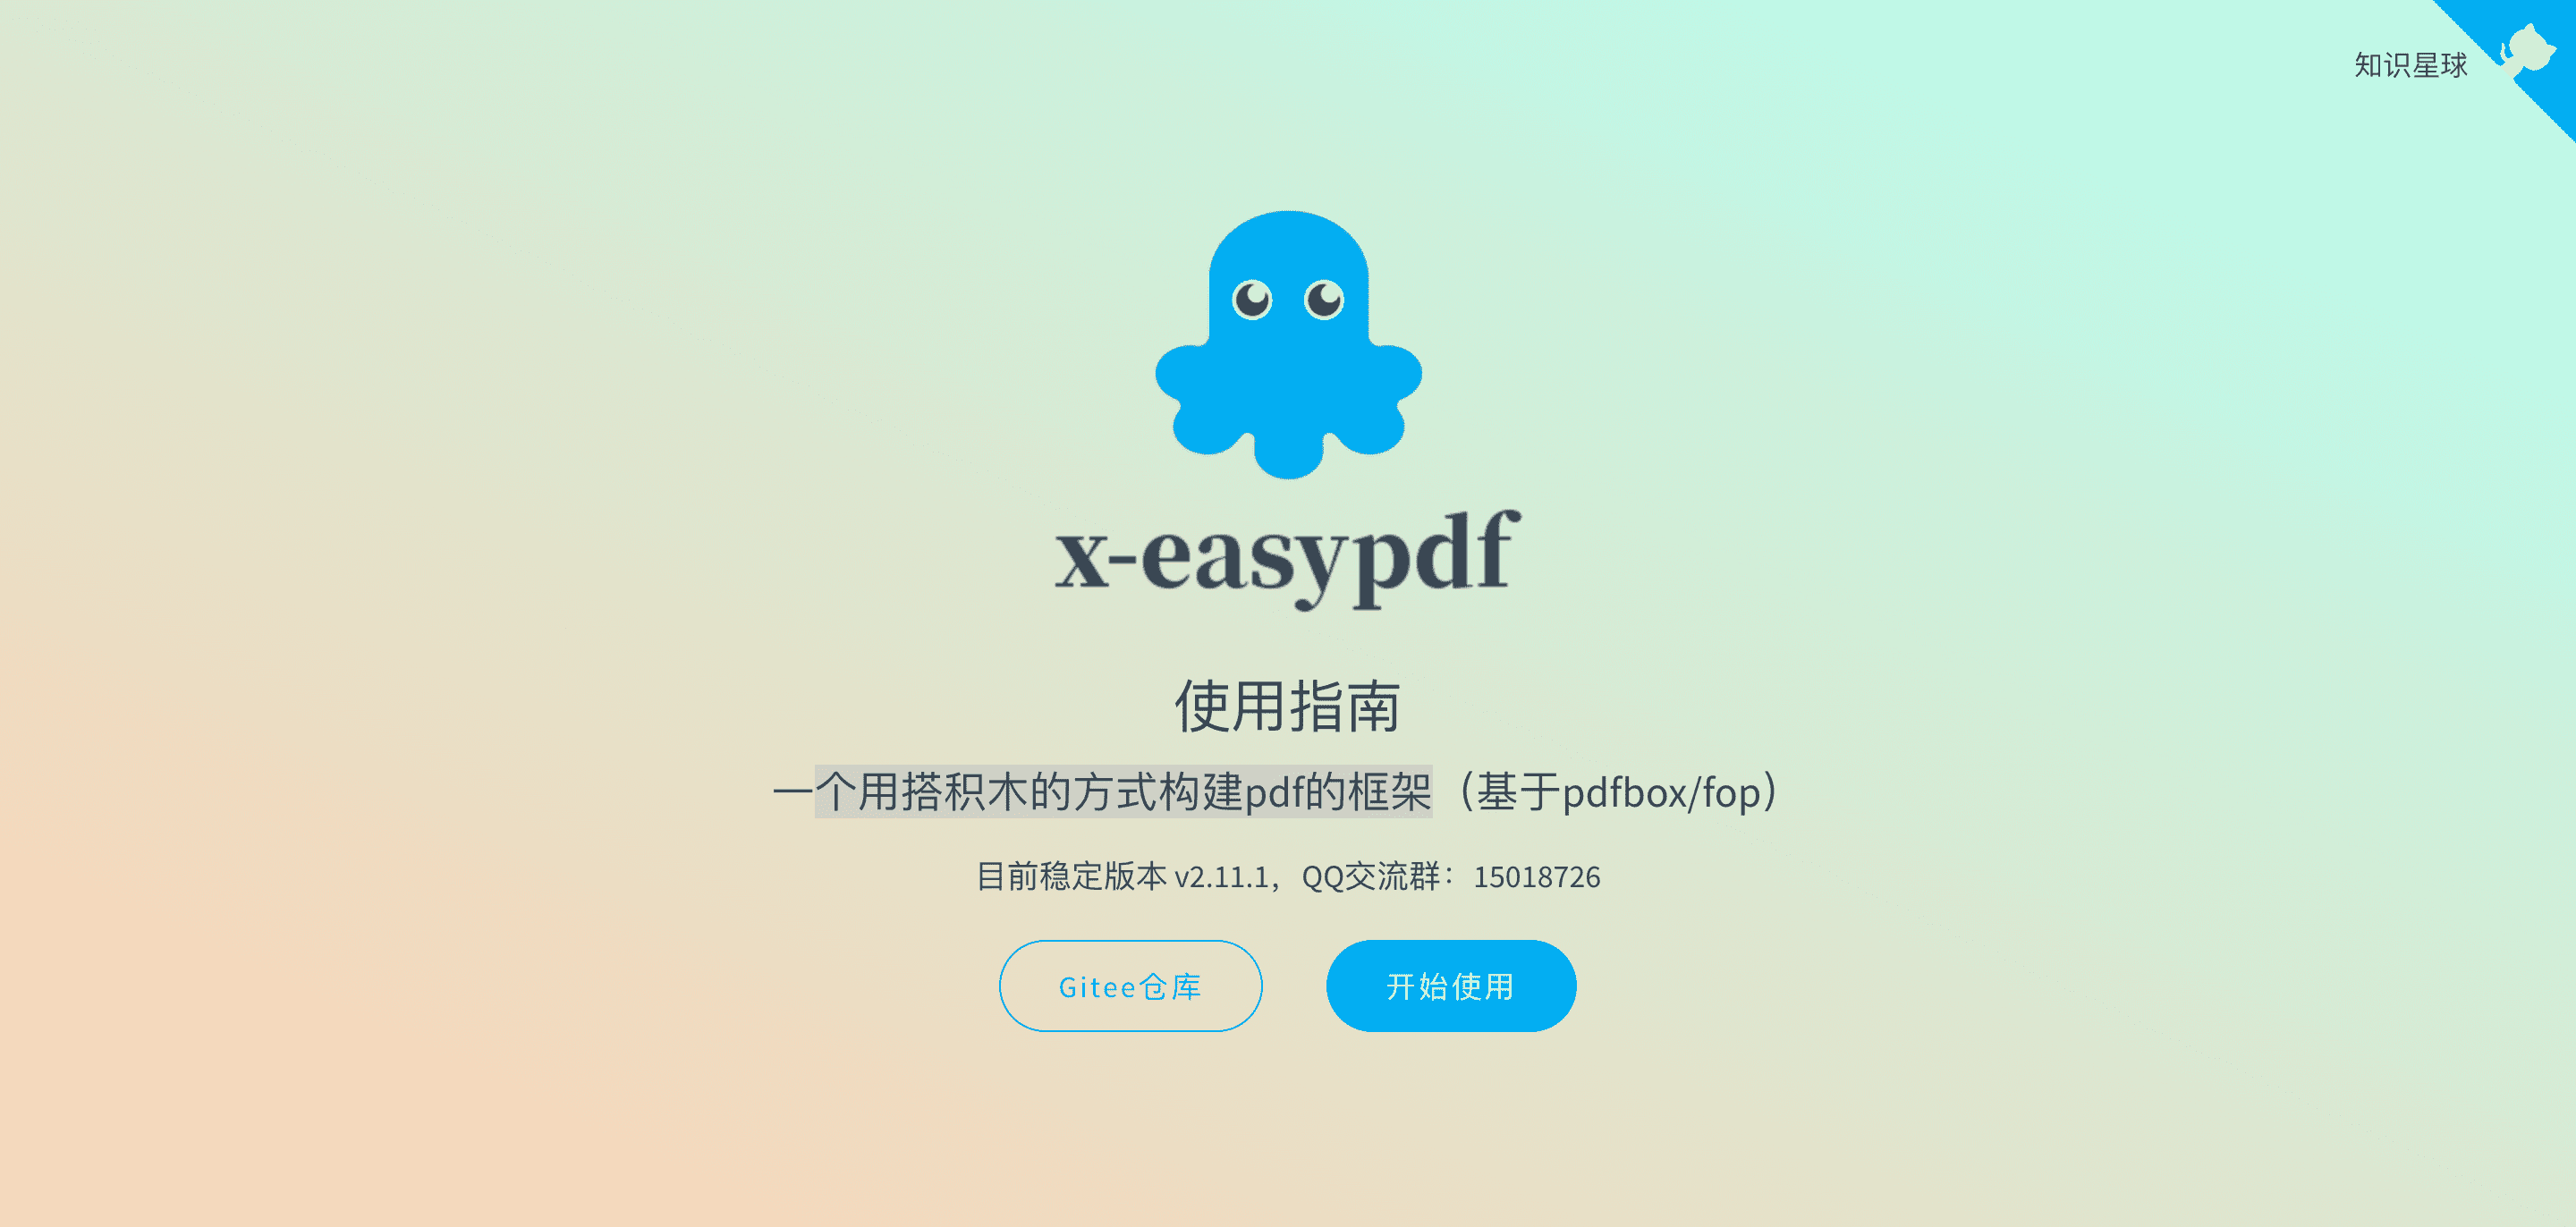 知识星球
x-easypdf
使用指南
一个用搭积木的方式构建pdf的框架（基于pdfbox/fop）
目前稳定版本 v2.11.1，QQ交流群：15018726
Gitee仓库
开始使用